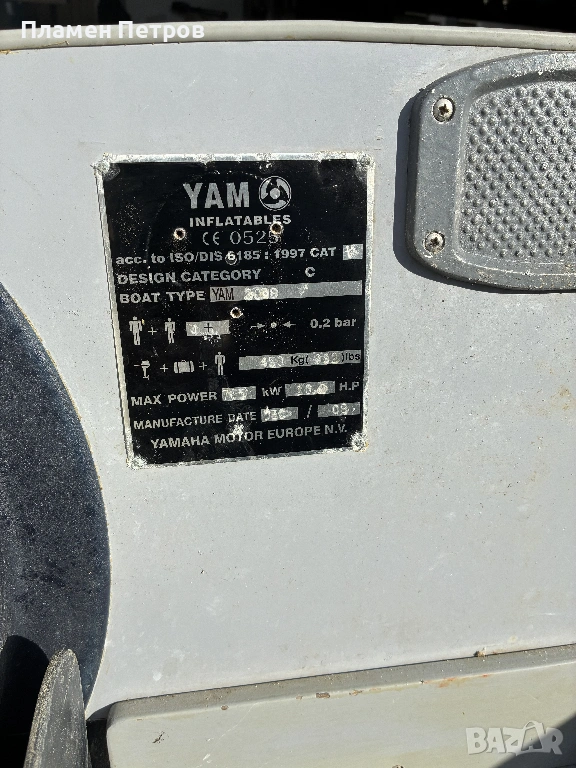 Пламен Петров
YAM
INFLATABLES
CE 0525
acc. to ISO/DIS 6185 : 1997 CAT
DESIGN CATEGORY C
BOAT TYPE YAM
+ + 0.2 bar
+ + Kg( )lbs
MAX POWER kW H.P
MANUFACTURE DATE /
YAMAHA MOTOR EUROPE N.V.
BAZAR